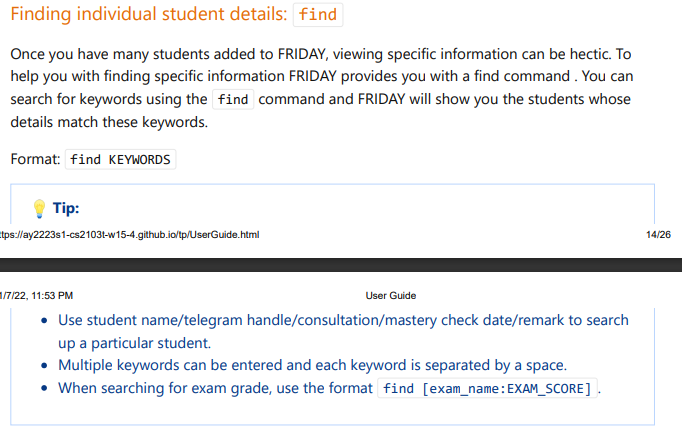 Finding individual student details: find
Once you have many students added to FRIDAY, viewing specific information can be hectic. To
help you with finding specific information FRIDAY provides you with a find command . You can
search for keywords using the find command and FRIDAY will show you the students whose
details match these keywords.
Format: find KEYWORDS
💡 Tip:
ttps://ay2223s1-cs2103t-w15-4.github.io/tp/UserGuide.html 14/26
1/7/22, 11:53 PM User Guide
• Use student name/telegram handle/consultation/mastery check date/remark to search
up a particular student.
• Multiple keywords can be entered and each keyword is separated by a space.
• When searching for exam grade, use the format find [exam_name:EXAM_SCORE] .